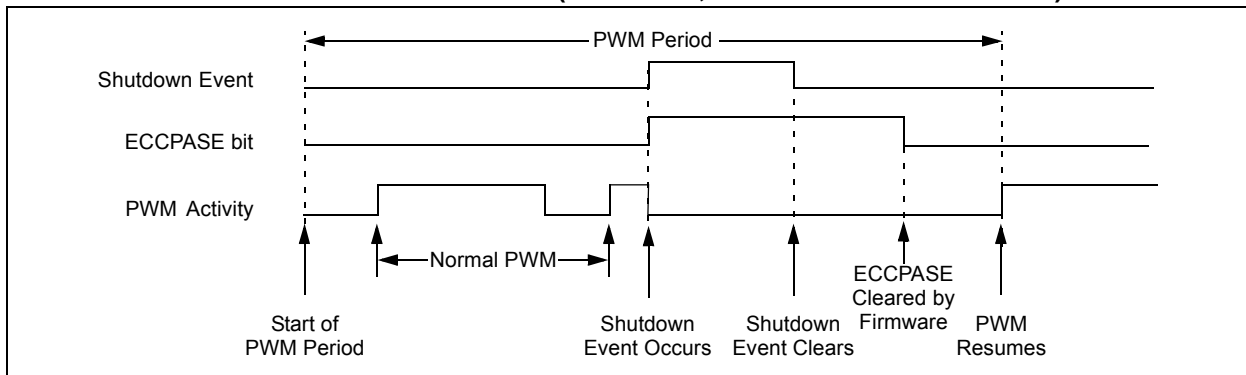 PWM Period
Shutdown Event
ECCPASE bit
PWM Activity
Normal PWM
Start of
PWM Period
Shutdown
Event Occurs
Shutdown
Event Clears
ECCPASE
Cleared by
Firmware
PWM
Resumes